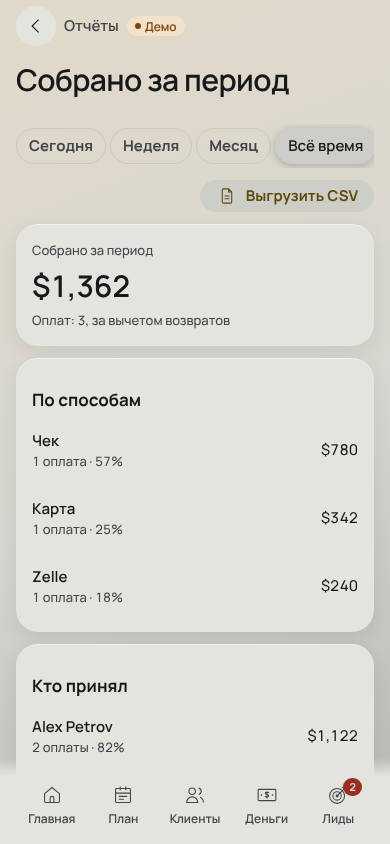 Отчёты
Демо
Собрано за период
Сегодня
Неделя
Месяц
Всё время
Выгрузить CSV
Собрано за период
$1,362
Оплат: 3, за вычетом возвратов
По способам
Чек
1 оплата · 57%
$780
Карта
1 оплата · 25%
$342
Zelle
1 оплата · 18%
$240
Кто принял
Alex Petrov
2 оплаты · 82%
$1,122
2
Главная
План
Клиенты
Деньги
Лиды